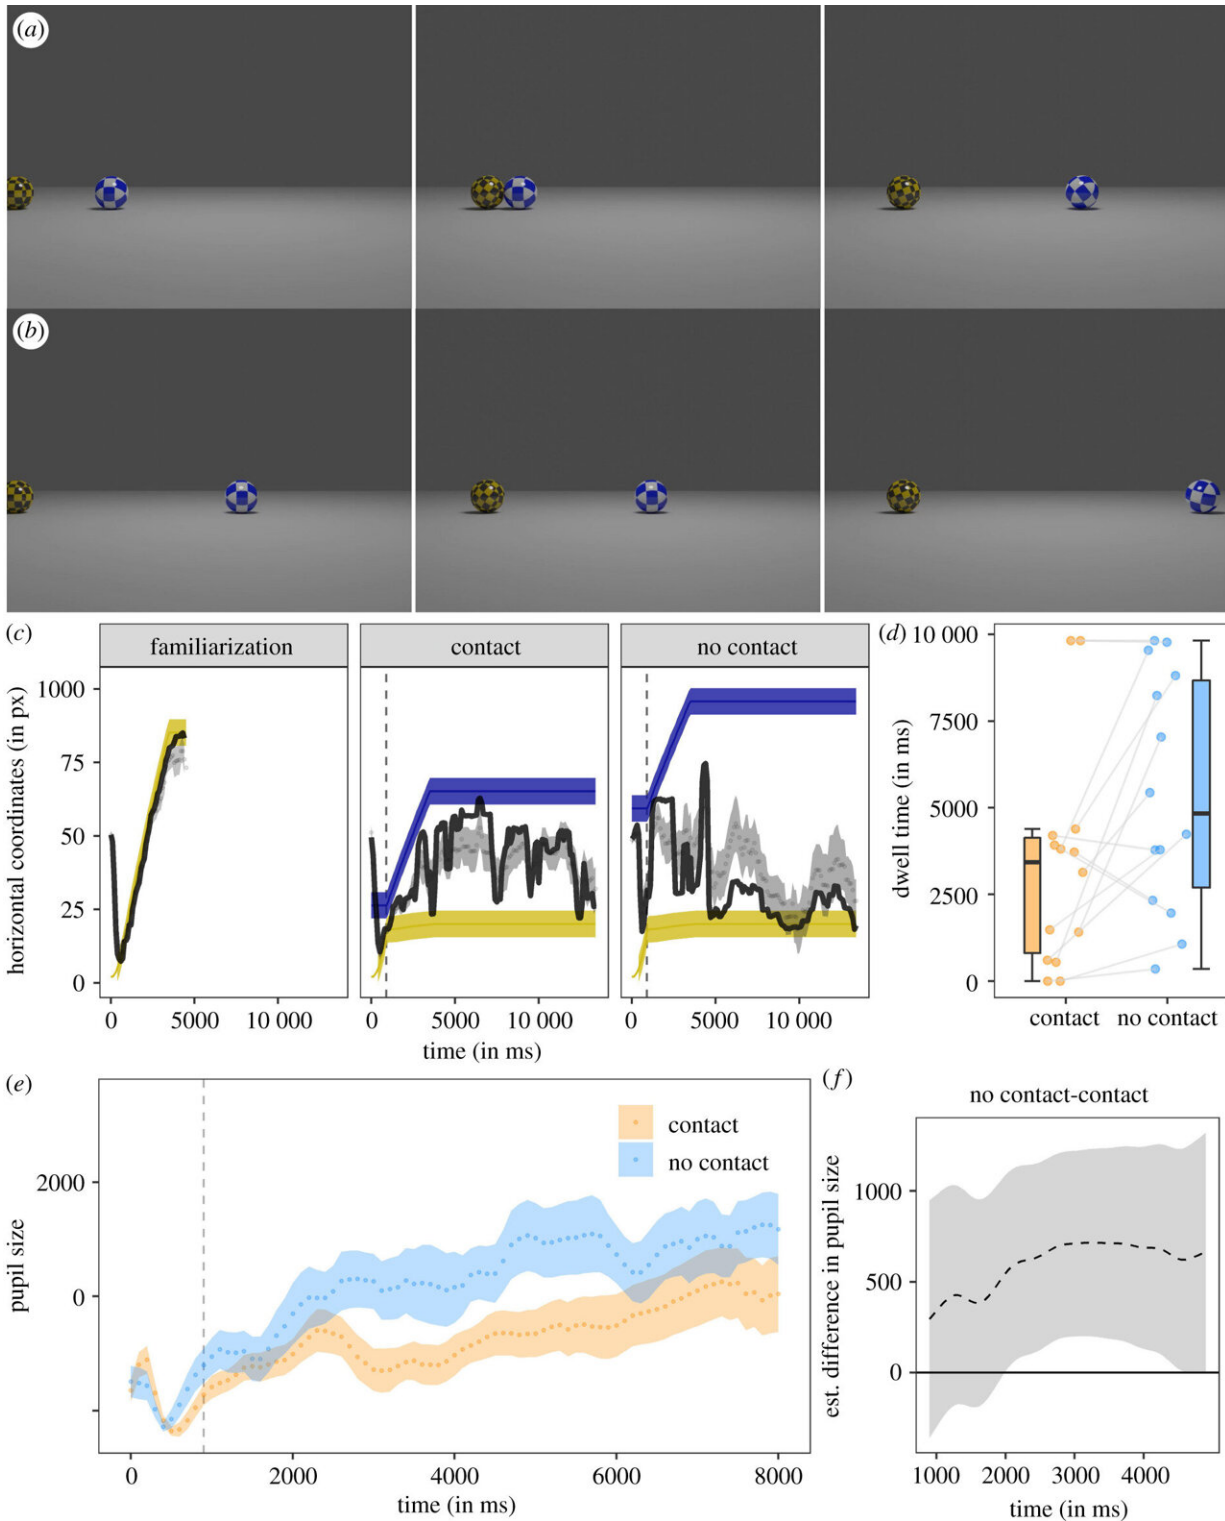 (a)
(b)
(c)
familiarization
contact
no contact
horizontal coordinates (in px)
1000
75
50
25
0
0 5000 10 000
0 5000 10 000
0 5000 10 000
time (in ms)
(d)
dwell time (in ms)
10 000
7500
5000
2500
0
contact no contact
(e)
pupil size
2000
0
contact
no contact
0 2000 4000 6000 8000
time (in ms)
(f)
no contact-contact
est. difference in pupil size
1000
500
0
1000 2000 3000 4000
time (in ms)